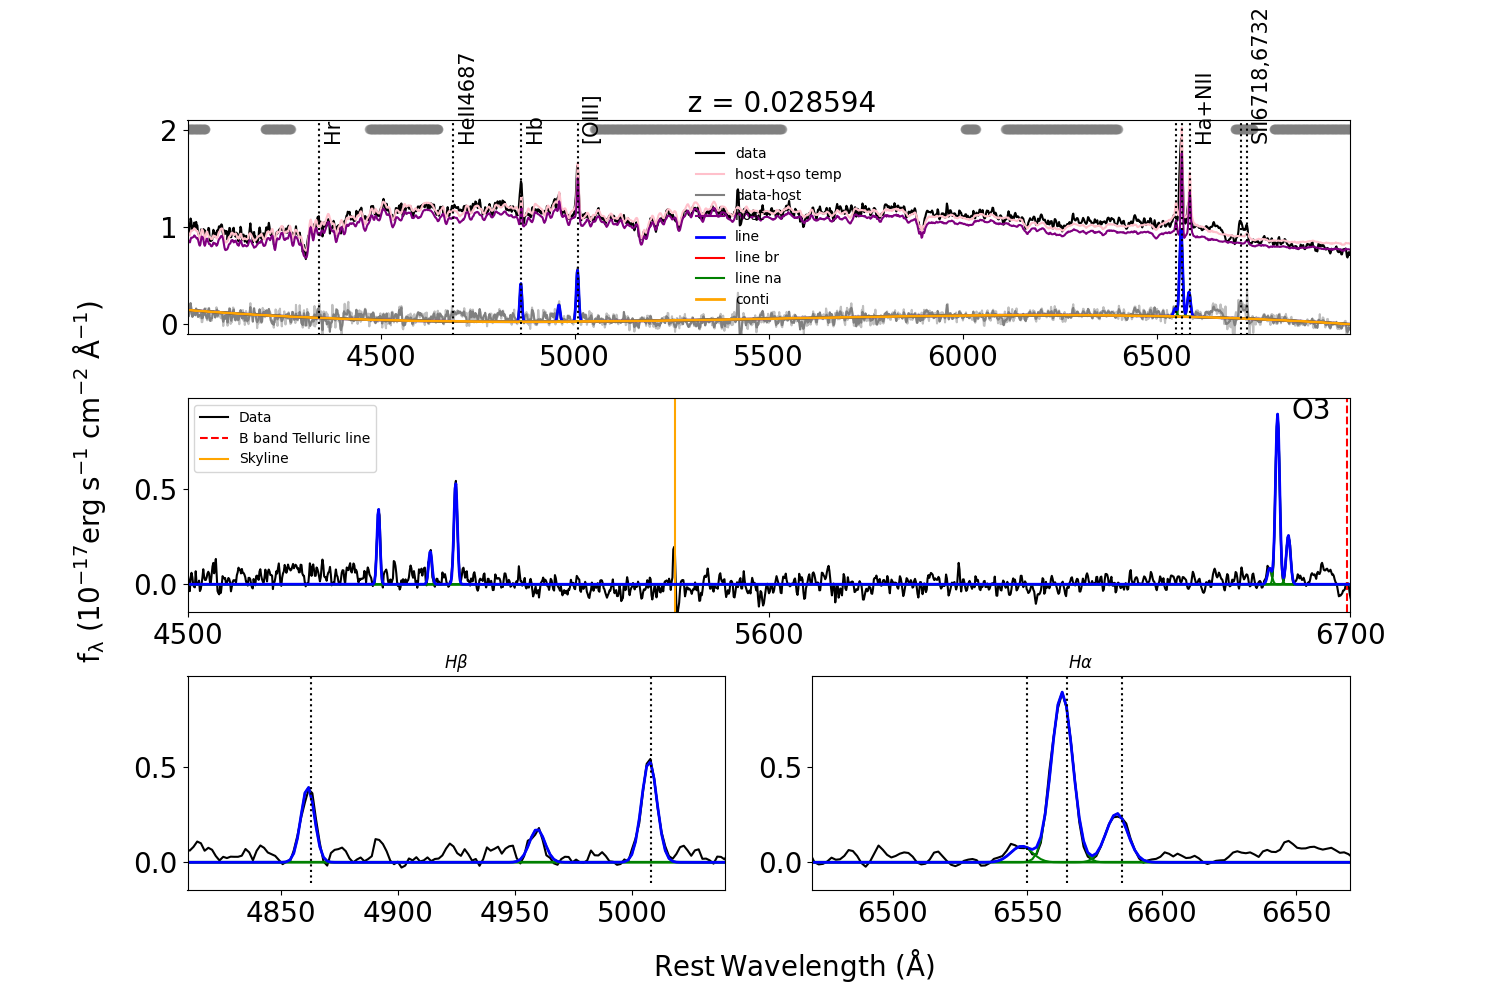 z = 0.028594
Hr
HeII4687
Hb
[OIII]
Ha+NII
SII6718,6732
data
host+qso temp
data-host
line
line br
line na
conti
2
1
0
4500 5000 5500 6000 6500
Data
B band Telluric line
Skyline
O3
0.5
0.0
4500 5600 6700
fλ (10⁻¹⁷erg s⁻¹ cm⁻² Å⁻¹)
Hβ
0.5
0.0
4850 4900 4950 5000
Hα
0.5
0.0
6500 6550 6600 6650
Rest Wavelength (Å)